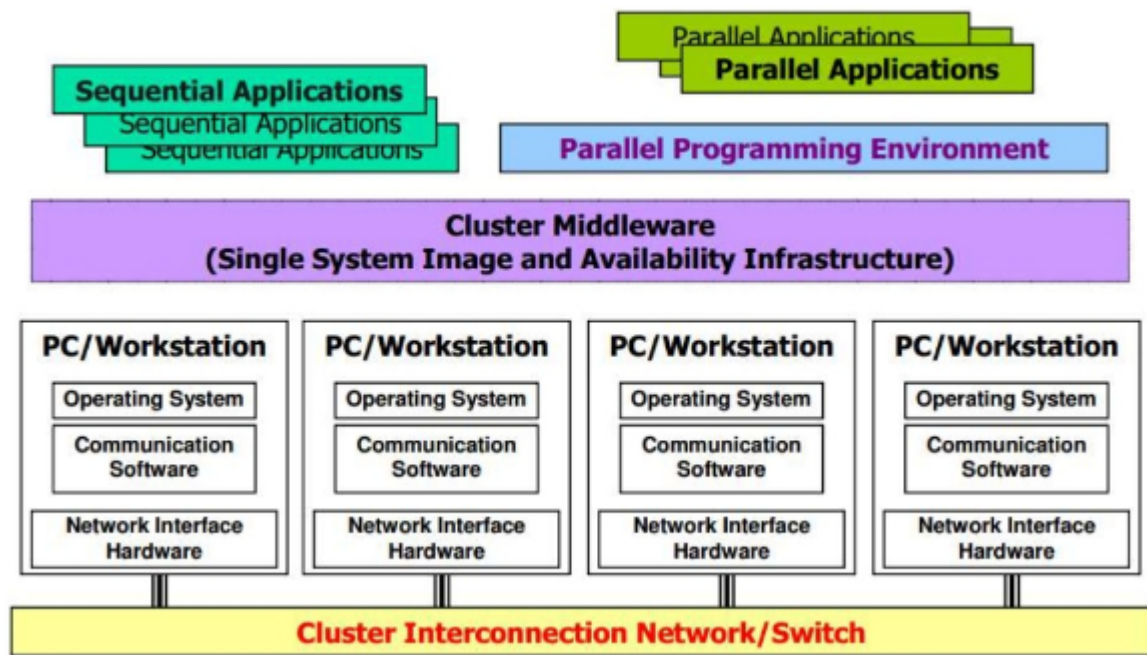 Parallel Applications
Parallel Applications
Sequential Applications
Sequential Applications
Sequential Applications
Parallel Programming Environment
Cluster Middleware
(Single System Image and Availability Infrastructure)
PC/Workstation
Operating System
Communication
Software
Network Interface
Hardware
PC/Workstation
Operating System
Communication
Software
Network Interface
Hardware
PC/Workstation
Operating System
Communication
Software
Network Interface
Hardware
PC/Workstation
Operating System
Communication
Software
Network Interface
Hardware
Cluster Interconnection Network/Switch